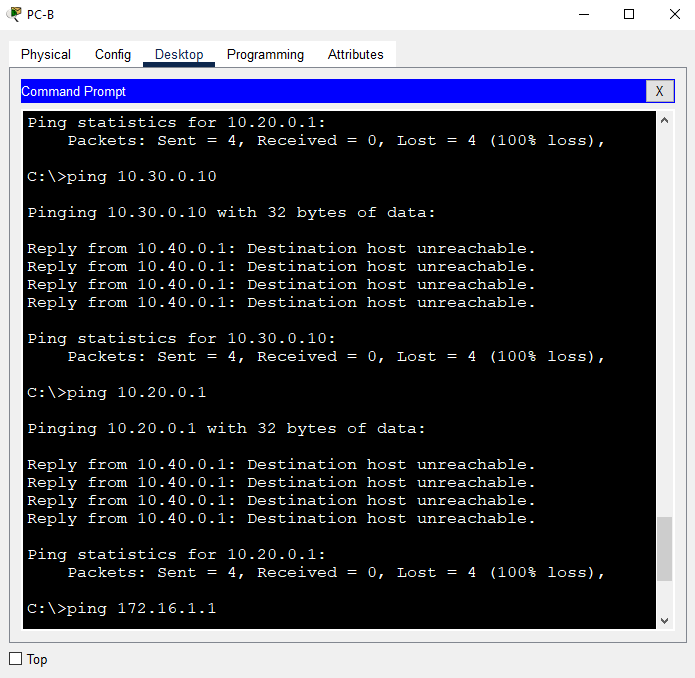 PC-B
Physical Config Desktop Programming Attributes
Command Prompt X
Ping statistics for 10.20.0.1:
    Packets: Sent = 4, Received = 0, Lost = 4 (100% loss),
C:\>ping 10.30.0.10
Pinging 10.30.0.10 with 32 bytes of data:
Reply from 10.40.0.1: Destination host unreachable.
Reply from 10.40.0.1: Destination host unreachable.
Reply from 10.40.0.1: Destination host unreachable.
Reply from 10.40.0.1: Destination host unreachable.
Ping statistics for 10.30.0.10:
    Packets: Sent = 4, Received = 0, Lost = 4 (100% loss),
C:\>ping 10.20.0.1
Pinging 10.20.0.1 with 32 bytes of data:
Reply from 10.40.0.1: Destination host unreachable.
Reply from 10.40.0.1: Destination host unreachable.
Reply from 10.40.0.1: Destination host unreachable.
Reply from 10.40.0.1: Destination host unreachable.
Ping statistics for 10.20.0.1:
    Packets: Sent = 4, Received = 0, Lost = 4 (100% loss),
C:\>ping 172.16.1.1
Top